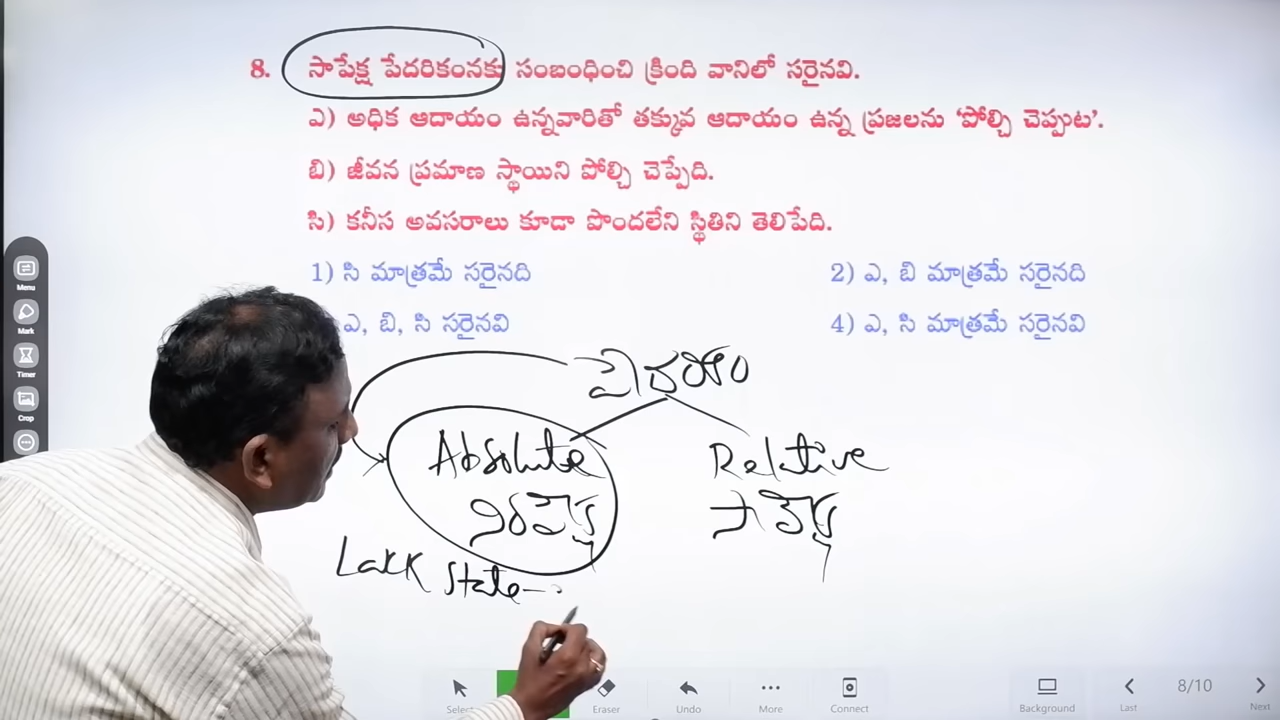 8. సాపేక్ష పేదరికంనకు సంబంధించి క్రింది వానిలో సరైనవి.
ఎ) అధిక ఆదాయం ఉన్నవారితో తక్కువ ఆదాయం ఉన్న ప్రజలను ‘పోల్చి చెప్పుట’.
బి) జీవన ప్రమాణ స్థాయిని పోల్చి చెప్పేది.
సి) కనీస అవసరాలు కూడా పొందలేని స్థితిని తెలిపేది.
1) సి మాత్రమే సరైనది
2) ఎ, బి మాత్రమే సరైనది
ఎ, బి, సి సరైనవి
4) ఎ, సి మాత్రమే సరైనవి
Absolute Relative
నిరపేక్ష సాపేక్ష
Lakk State
Menu
Mark
Timer
Crop
Select Eraser Undo More Connect Background Last 8/10 Next